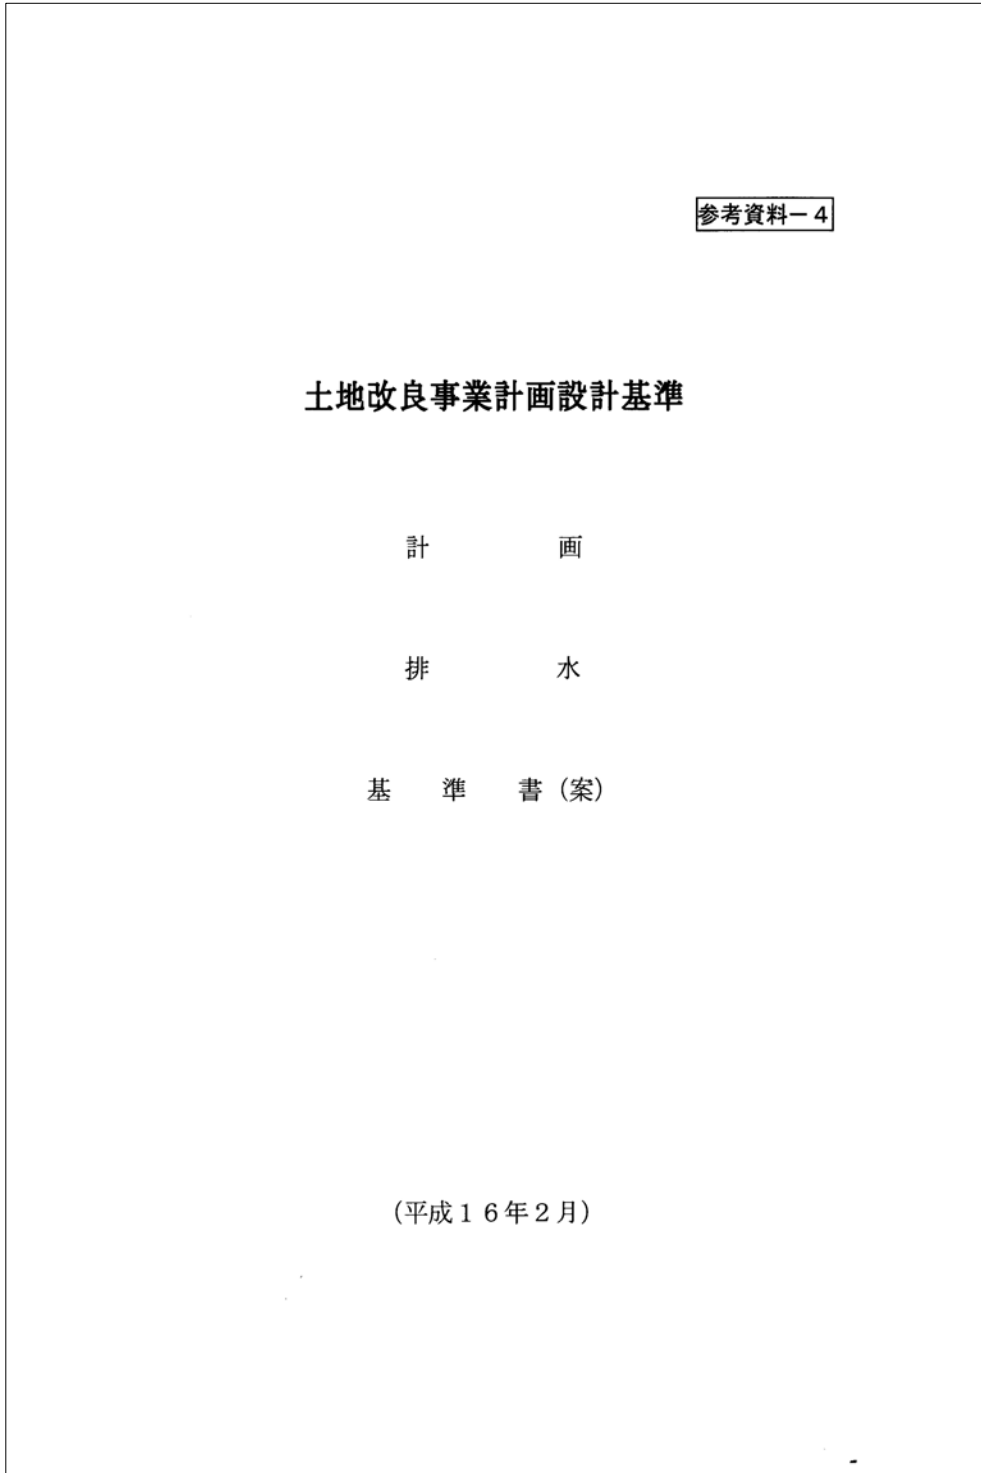 参考資料－４
土地改良事業計画設計基準
計　画
排　水
基　準　書（案）
（平成１６年２月）